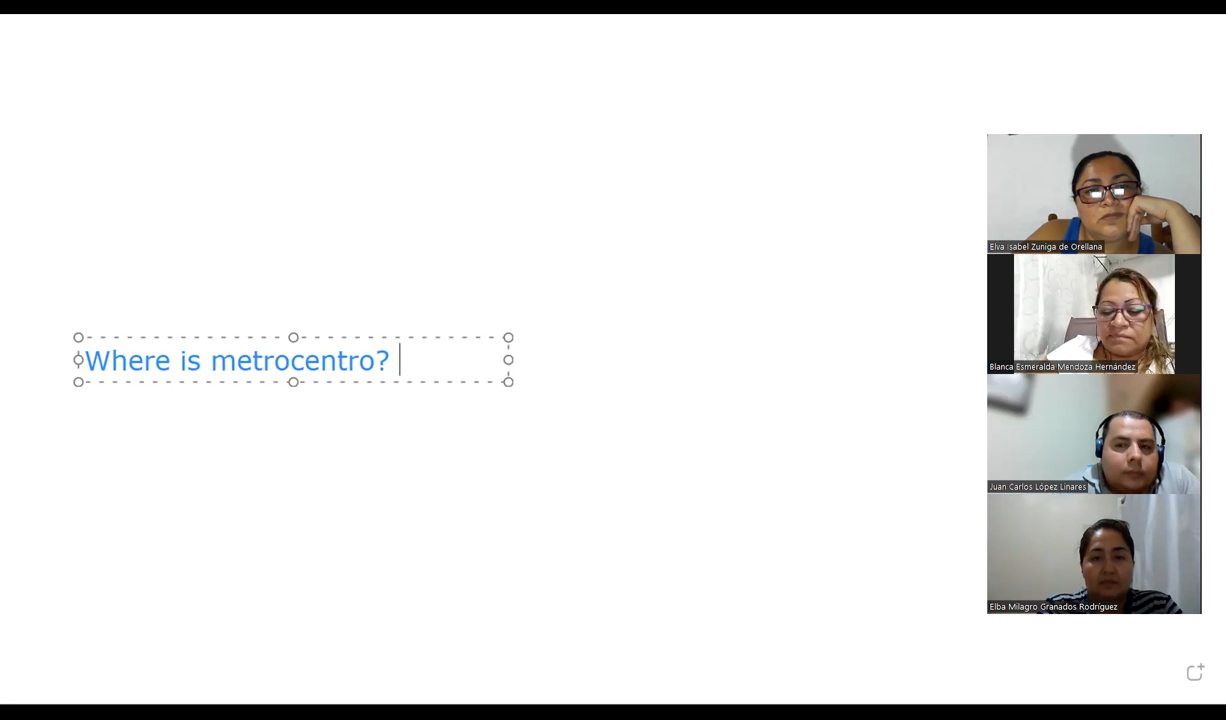 Where is metrocentro?
Elva Isabel Zuniga de Orellana
Blanca Esmeralda Mendoza Hernández
Juan Carlos López Linares
Elba Milagro Granados Rodríguez